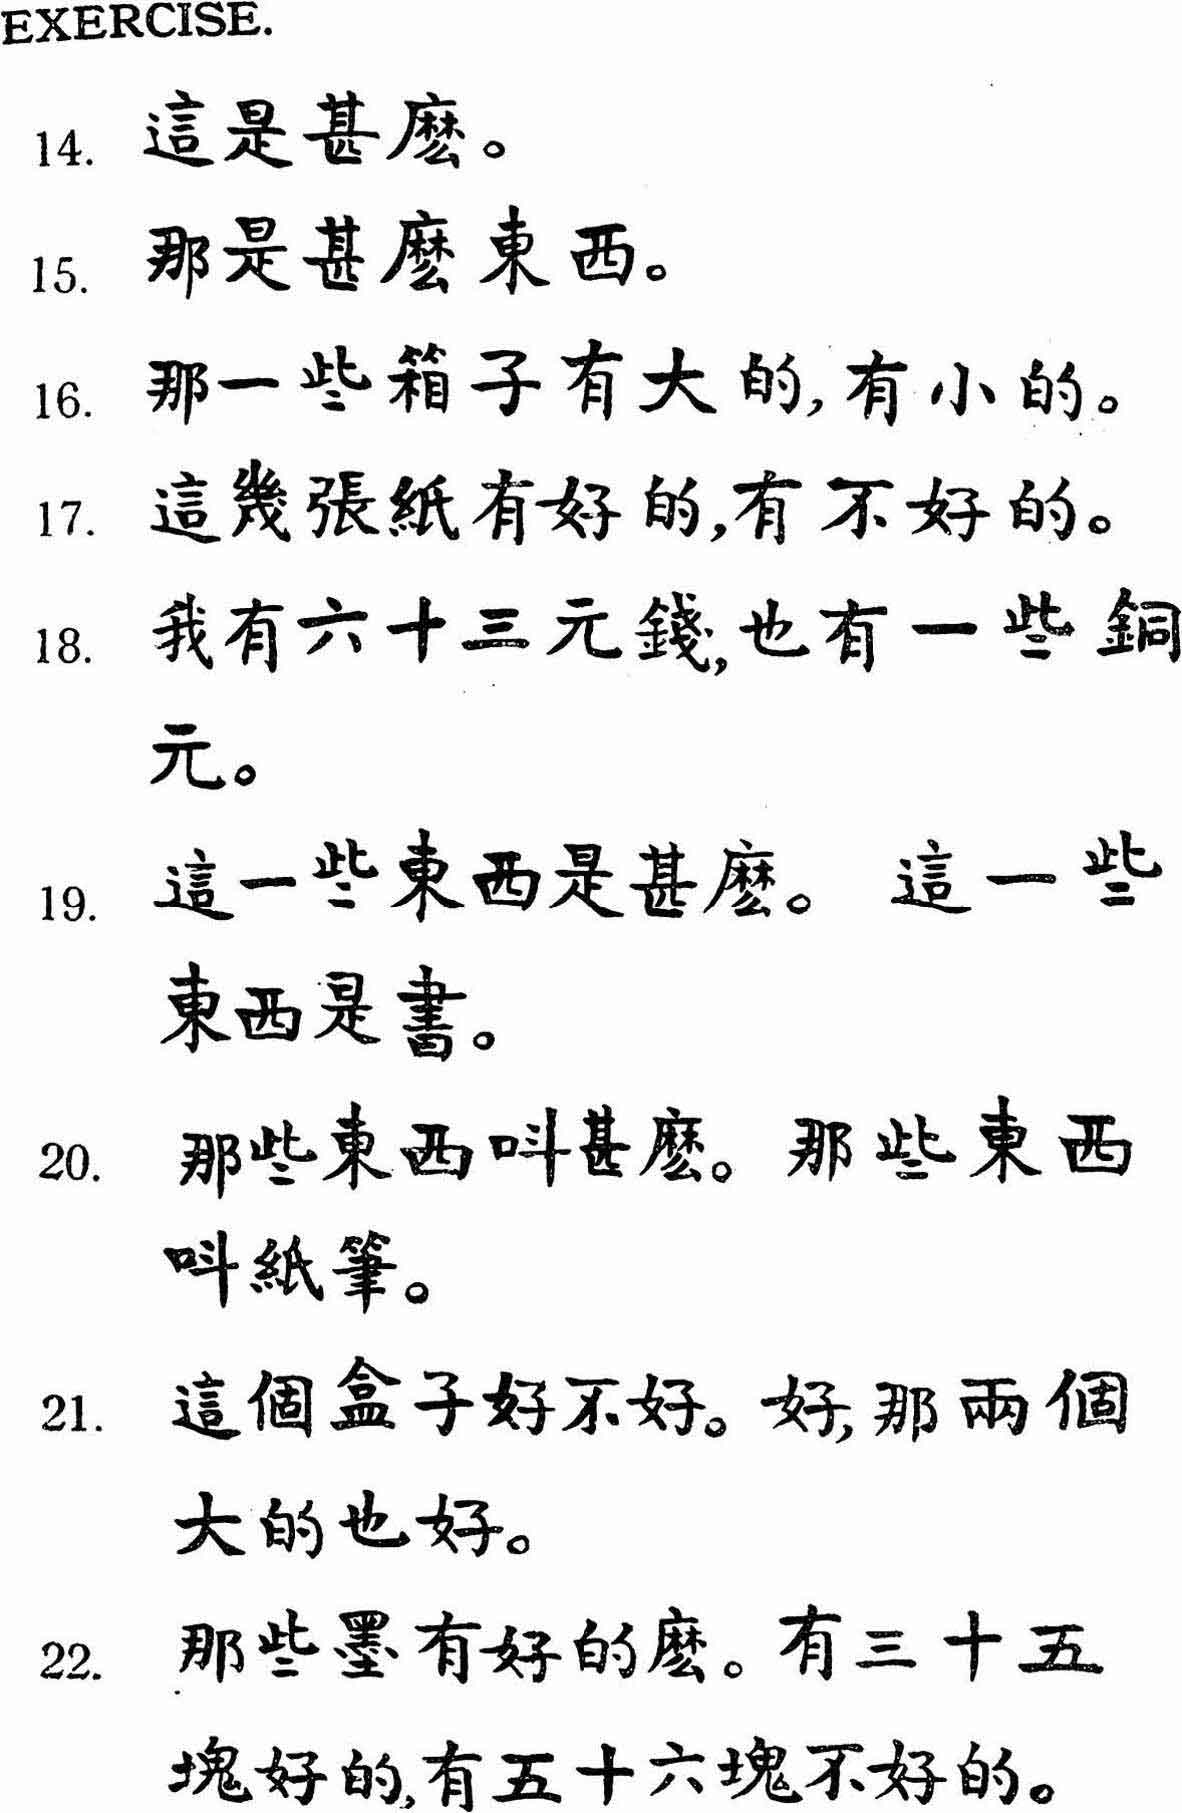 EXERCISE.
14. 這是甚麼。
15. 那是甚麼東西。
16. 那一些箱子有大的,有小的。
17. 這幾張紙有好的,有不好的。
18. 我有六十三元錢,也有一些銅
元。
19. 這一些東西是甚麼。 這一些
東西是書。
20. 那些東西呌甚麼。那些東西
呌紙筆。
21. 這個盒子好不好。好,那兩個
大的也好。
22. 那些墨有好的麼。有三十五
塊好的,有五十六塊不好的。